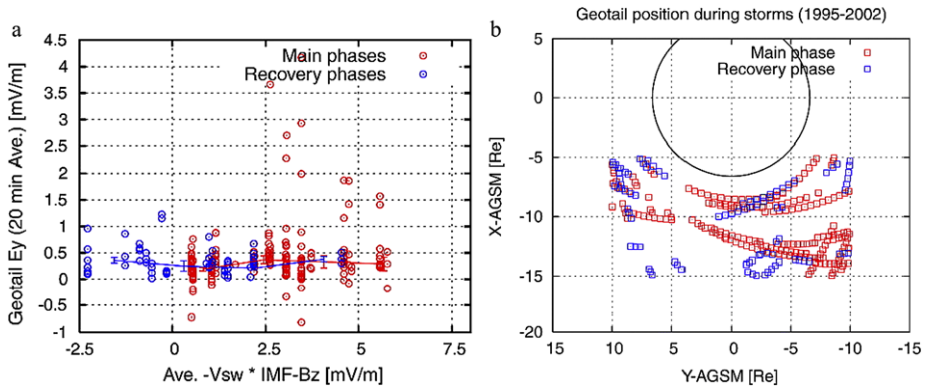 a
Geotail Ey (20 min Ave.) [mV/m]
4.5
4
3.5
3
2.5
2
1.5
1
0.5
0
-0.5
-1
Main phases
Recovery phases
-2.5
0
2.5
5
7.5
Ave. -Vsw * IMF-Bz [mV/m]
b
Geotail position during storms (1995-2002)
X-AGSM [Re]
5
0
-5
-10
-15
-20
Main phase
Recovery phase
15
10
5
0
-5
-10
-15
Y-AGSM [Re]